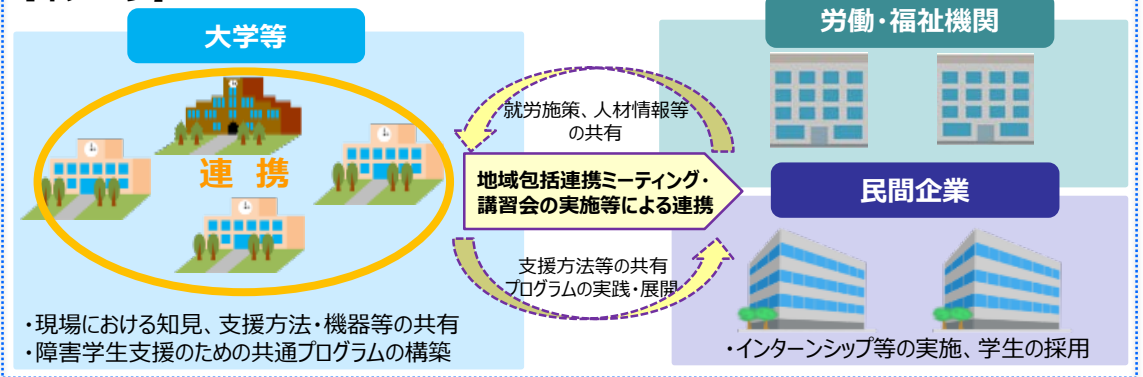 大学等
連 携
・現場における知見、支援方法・機器等の共有
・障害学生支援のための共通プログラムの構築
就労施策、人材情報等
の共有
地域包括連携ミーティング・
講習会の実施等による連携
支援方法等の共有
プログラムの実践・展開
労働・福祉機関
民間企業
・インターンシップ等の実施、学生の採用